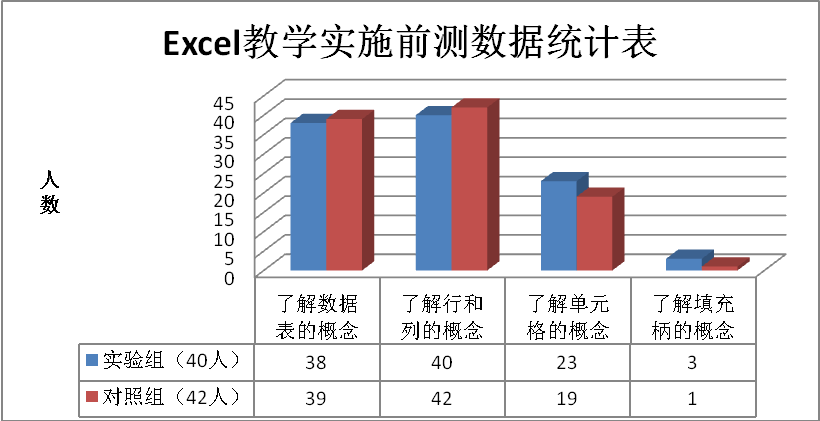 Excel教学实施前测数据统计表
人数
45
40
35
30
25
20
15
10
5
0
了解数据
表的概念
了解行和
列的概念
了解单元
格的概念
了解填充
柄的概念
实验组（40人） 38 40 23 3
对照组（42人） 39 42 19 1